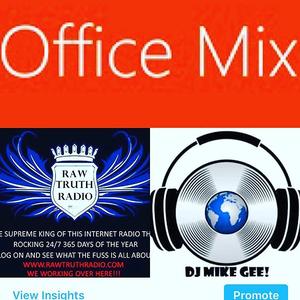 Office Mix
RAW
TRUTH
RADIO
E SUPREME KING OF THIS INTERNET RADIO TH
ROCKING 24/7 365 DAYS OF THE YEAR
LOG ON AND SEE WHAT THE FUSS IS ALL ABOU
WWW.RAWTRUTHRADIO.COM
WE WORKING OVER HERE!!!
DJ MIKE GEE!
View Insights
Promote